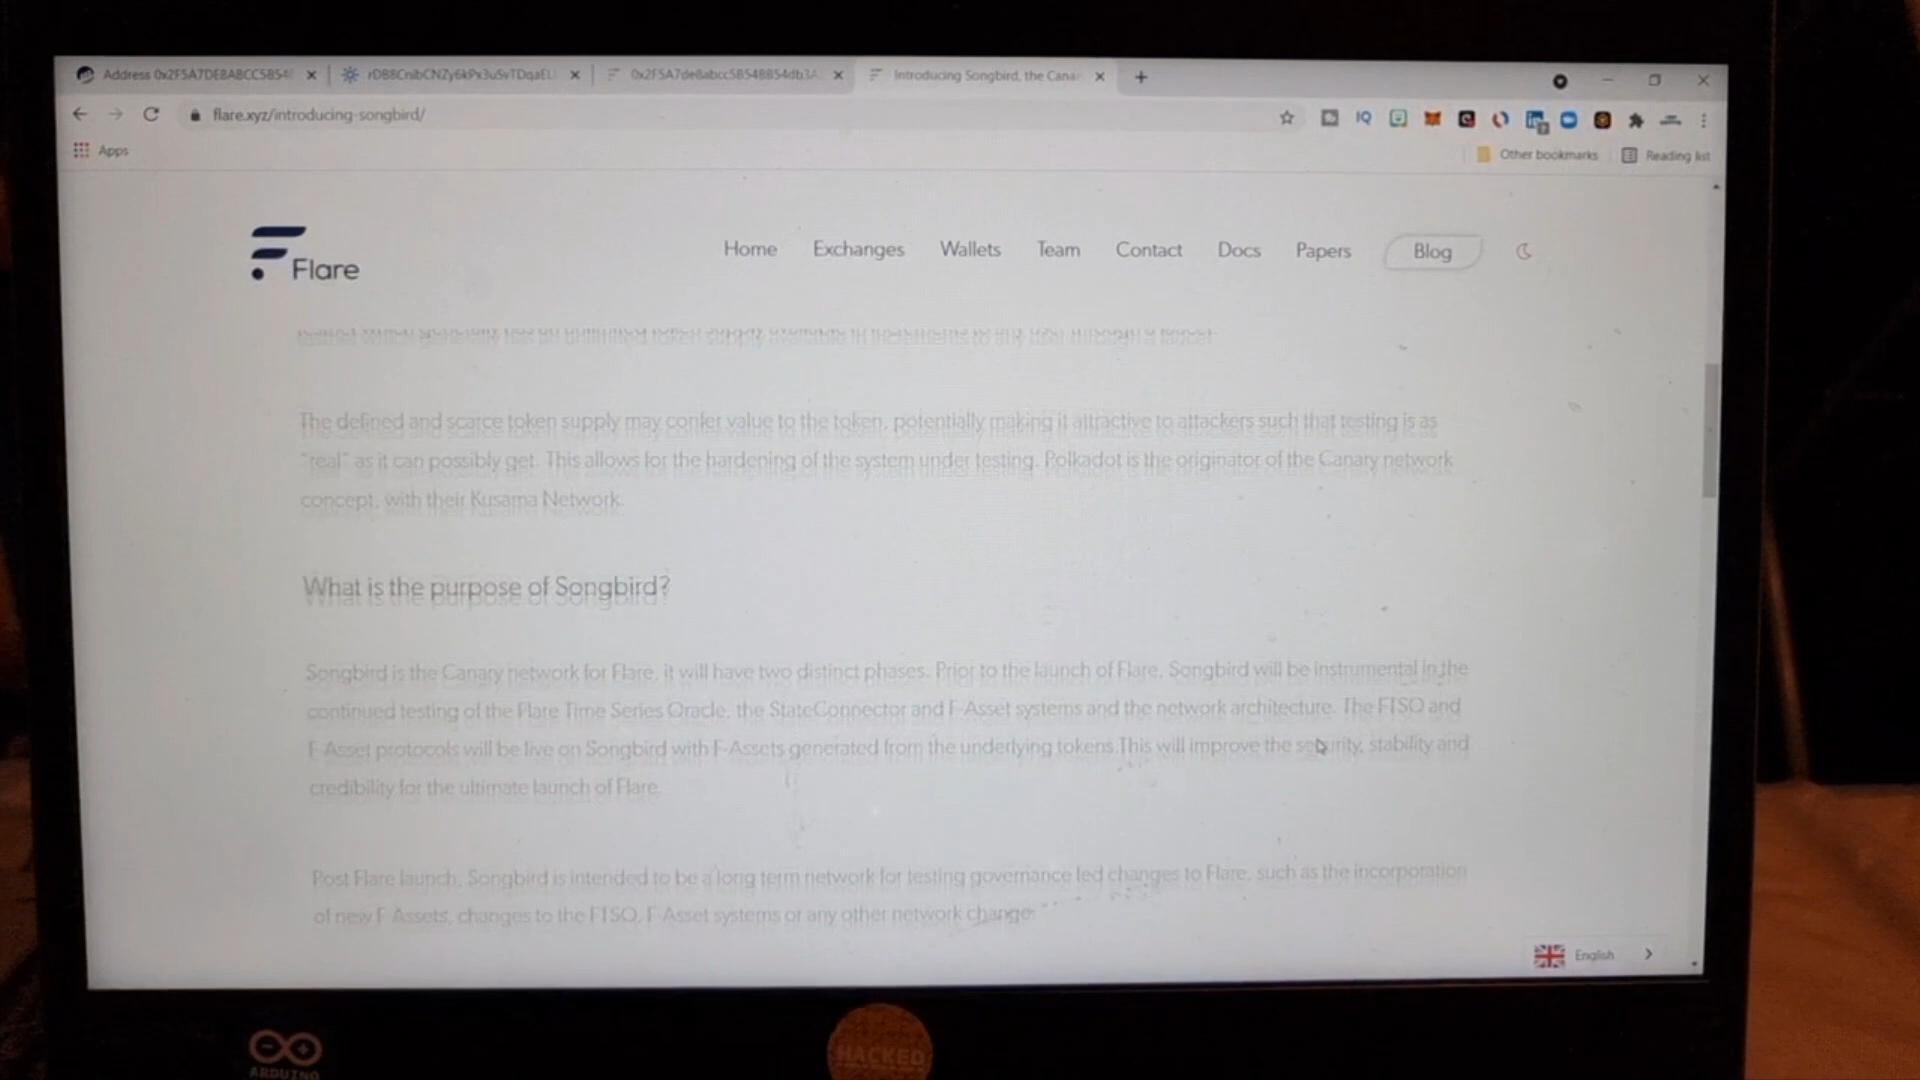 Address 0x2F5A7DE8ABCC5B54
rDB8CnibCNZy6kPx3uSvTDqaEL
0x2F5A7de8abcc5B54BB54db3A
Introducing Songbird, the Cana
flare.xyz/introducing-songbird/
IQ
Apps
Other bookmarks
Reading list
Flare
Home
Exchanges
Wallets
Team
Contact
Docs
Papers
Blog
The defined and scarce token supply may confer value to the token, potentially making it attractive to attackers such that testing is as
"real" as it can possibly get. This allows for the hardening of the system under testing. Polkadot is the originator of the Canary network
concept, with their Kusama Network.
What is the purpose of Songbird?
Songbird is the Canary network for Flare, it will have two distinct phases. Prior to the launch of Flare, Songbird will be instrumental in the
continued testing of the Flare Time Series Oracle, the StateConnector and F-Asset systems and the network architecture. The FTSO and
F-Asset protocols will be live on Songbird with F-Assets generated from the underlying tokens.This will improve the security, stability and
credibility for the ultimate launch of Flare.
Post Flare launch, Songbird is intended to be a long term network for testing governance led changes to Flare, such as the incorporation
of new F-Assets, changes to the FTSO, F-Asset systems or any other network change.
English
ARDUINO
HACKED